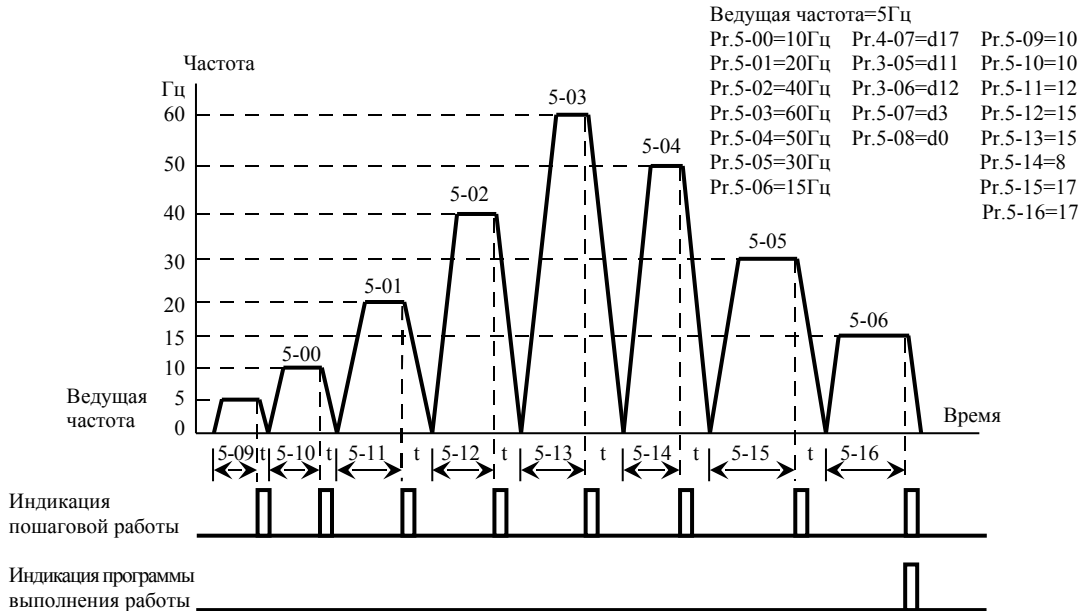 Ведущая частота=5Гц
Pr.5-00=10Гц Pr.4-07=d17 Pr.5-09=10
Pr.5-01=20Гц Pr.3-05=d11 Pr.5-10=10
Pr.5-02=40Гц Pr.3-06=d12 Pr.5-11=12
Pr.5-03=60Гц Pr.5-07=d3 Pr.5-12=15
Pr.5-04=50Гц Pr.5-08=d0 Pr.5-13=15
Pr.5-05=30Гц Pr.5-14=8
Pr.5-06=15Гц Pr.5-15=17
Pr.5-16=17
Частота
Гц
60
50
40
30
20
15
10
5
0
5-00
5-01
5-02
5-03
5-04
5-05
5-06
Ведущая
частота
Время
5-09 t 5-10 t 5-11 t 5-12 t 5-13 t 5-14 t 5-15 t 5-16
Индикация
пошаговой работы
Индикация программы
выполнения работы